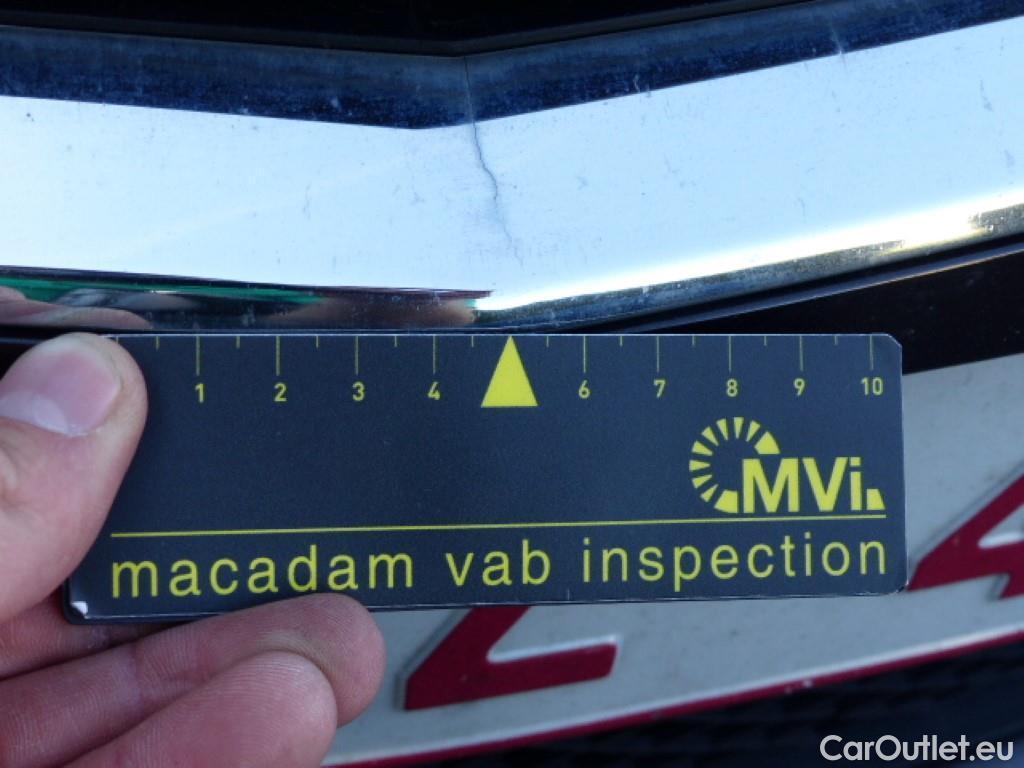 1 2 3 4 6 7 8 9 10
MVi
macadam vab inspection
CarOutlet.eu